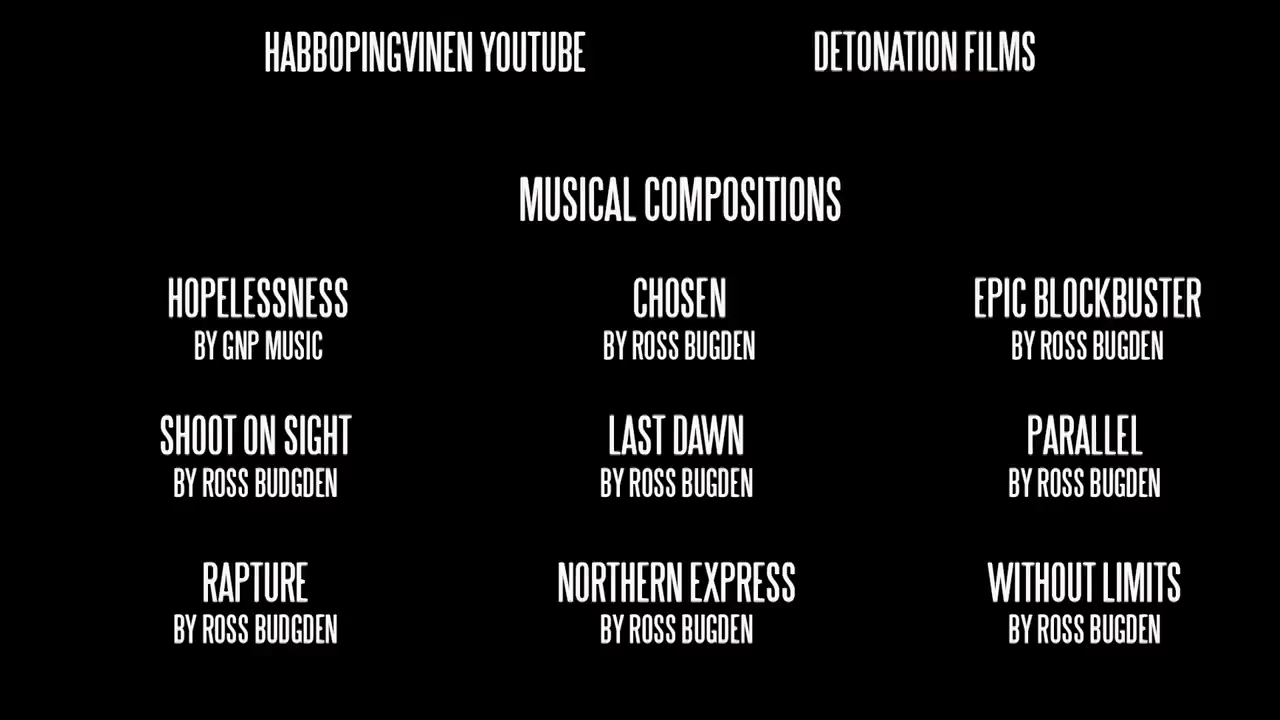 HABBOPINGVINEN YOUTUBE
DETONATION FILMS
MUSICAL COMPOSITIONS
HOPELESSNESS
BY GNP MUSIC
CHOSEN
BY ROSS BUGDEN
EPIC BLOCKBUSTER
BY ROSS BUGDEN
SHOOT ON SIGHT
BY ROSS BUDGDEN
LAST DAWN
BY ROSS BUGDEN
PARALLEL
BY ROSS BUGDEN
RAPTURE
BY ROSS BUDGDEN
NORTHERN EXPRESS
BY ROSS BUGDEN
WITHOUT LIMITS
BY ROSS BUGDEN